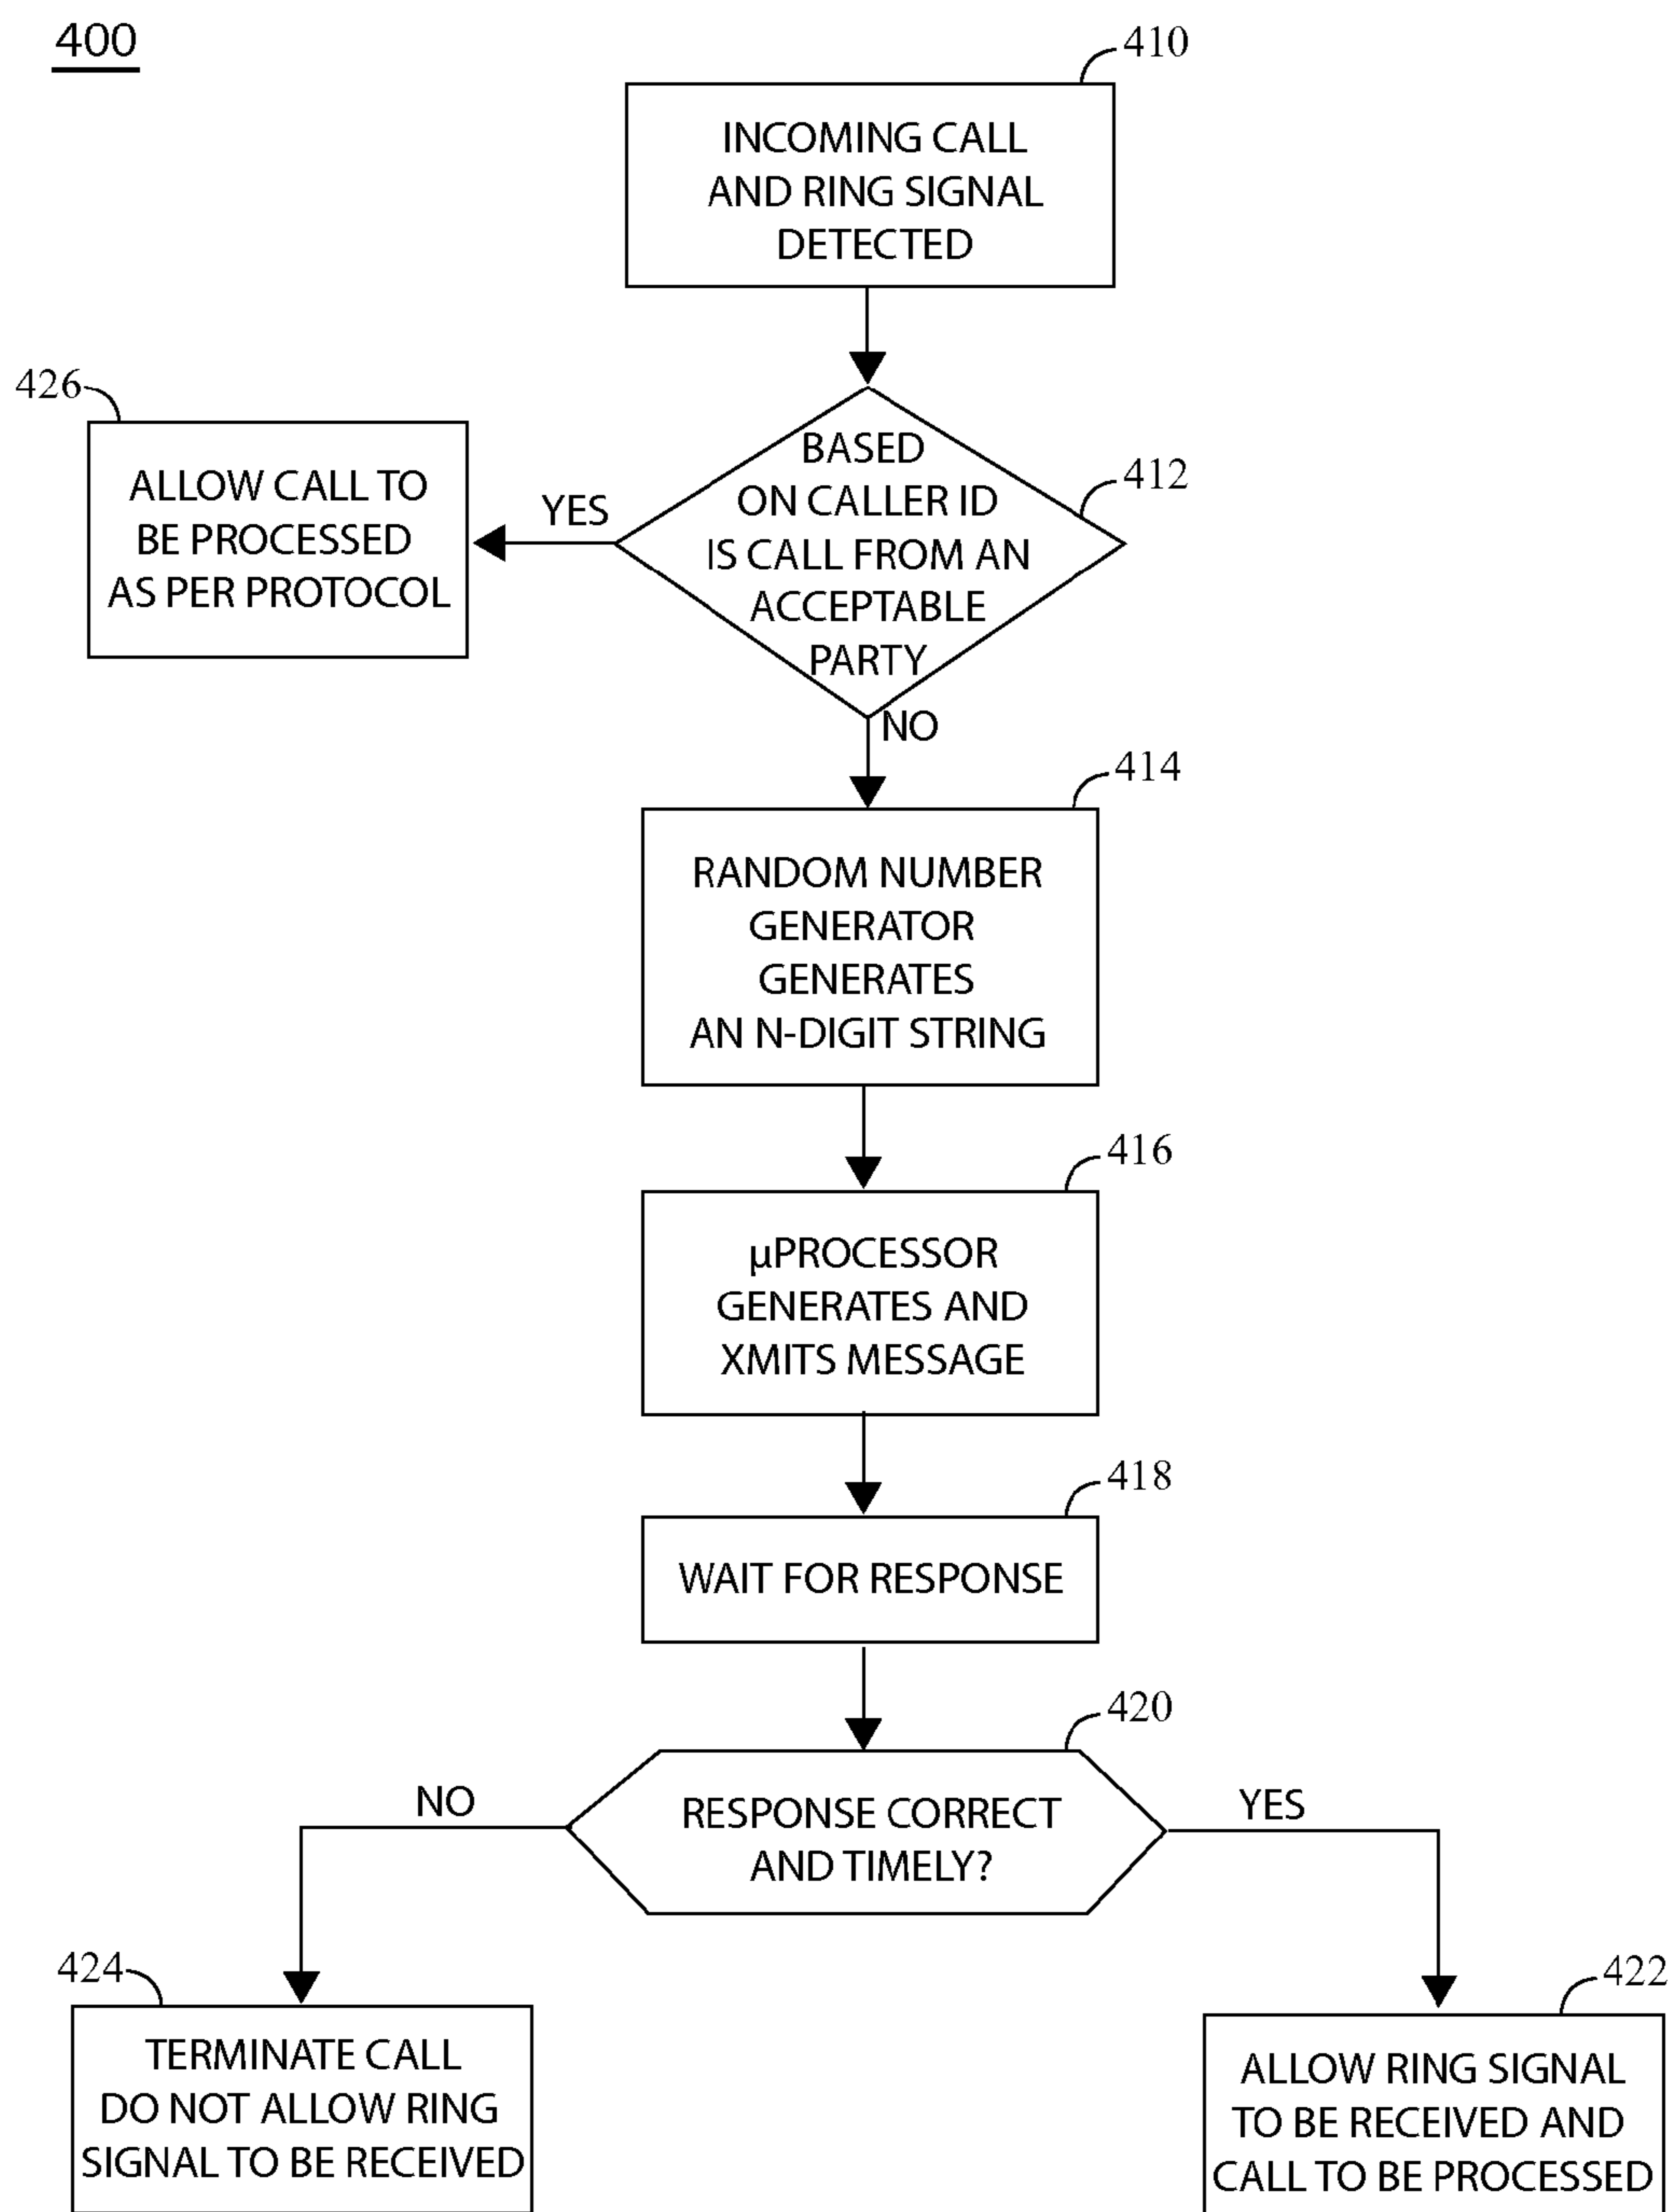 400
410
INCOMING CALL
AND RING SIGNAL
DETECTED
426
ALLOW CALL TO
BE PROCESSED
AS PER PROTOCOL
YES
412
BASED
ON CALLER ID
IS CALL FROM AN
ACCEPTABLE
PARTY
NO
414
RANDOM NUMBER
GENERATOR
GENERATES
AN N-DIGIT STRING
416
µPROCESSOR
GENERATES AND
XMITS MESSAGE
418
WAIT FOR RESPONSE
420
NO
RESPONSE CORRECT
AND TIMELY?
YES
424
TERMINATE CALL
DO NOT ALLOW RING
SIGNAL TO BE RECEIVED
422
ALLOW RING SIGNAL
TO BE RECEIVED AND
CALL TO BE PROCESSED